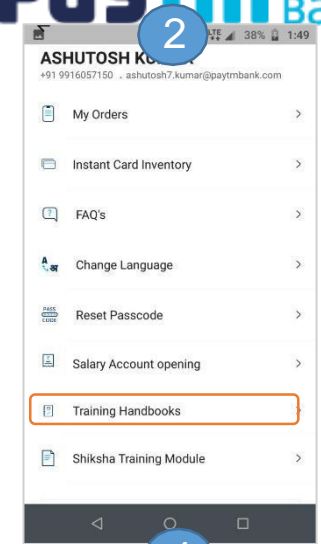 2
LTE 38% 1:49
+91 9916057150 . ashutosh7.kumar@paytmbank.com
My Orders
Instant Card Inventory
FAQ's
A अ Change Language
PASS CODE Reset Passcode
Salary Account opening
Training Handbooks
Shiksha Training Module